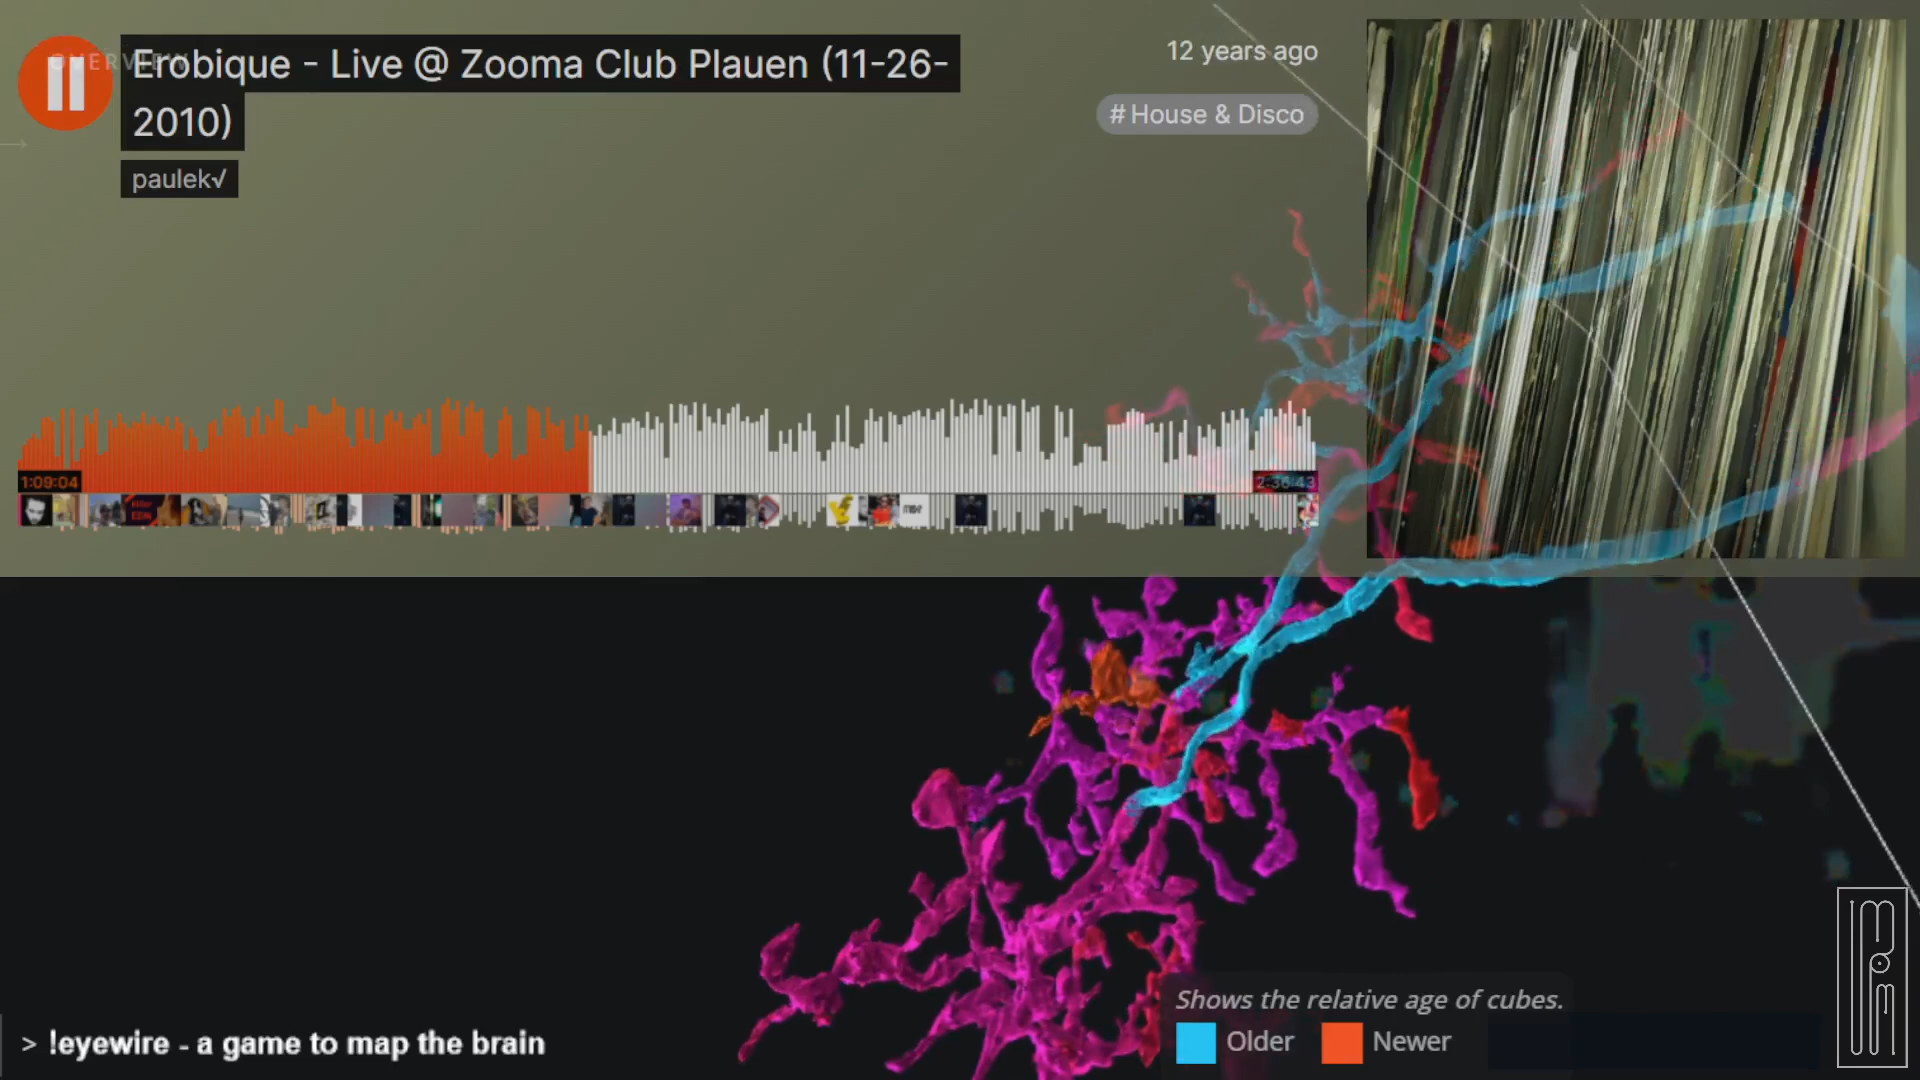 OVERVIEW
Erobique - Live @ Zooma Club Plauen (11-26-
2010)
paulek✓
12 years ago
# House & Disco
1:09:04
2:36:43
Shows the relative age of cubes.
Older
Newer
> !eyewire - a game to map the brain